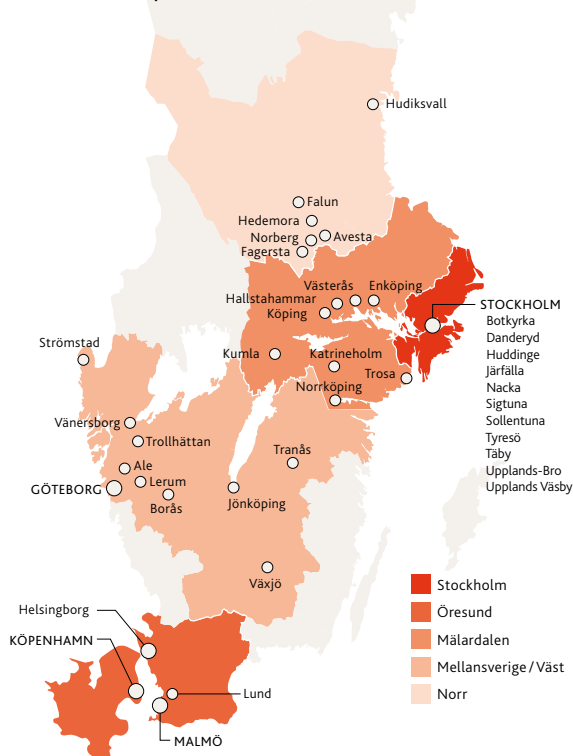 Hudiksvall
Falun
Hedemora
Norberg
Avesta
Fagersta
Västerås
Enköping
Hallstahammar
Köping
STOCKHOLM
Botkyrka
Danderyd
Huddinge
Järfälla
Nacka
Sigtuna
Sollentuna
Tyresö
Täby
Upplands-Bro
Upplands Väsby
Strömstad
Kumla
Katrineholm
Trosa
Norrköping
Vänersborg
Trollhättan
Tranås
Ale
Lerum
GÖTEBORG
Borås
Jönköping
Växjö
Stockholm
Öresund
Mälardalen
Mellansverige/Väst
Norr
Helsingborg
KÖPENHAMN
Lund
MALMÖ